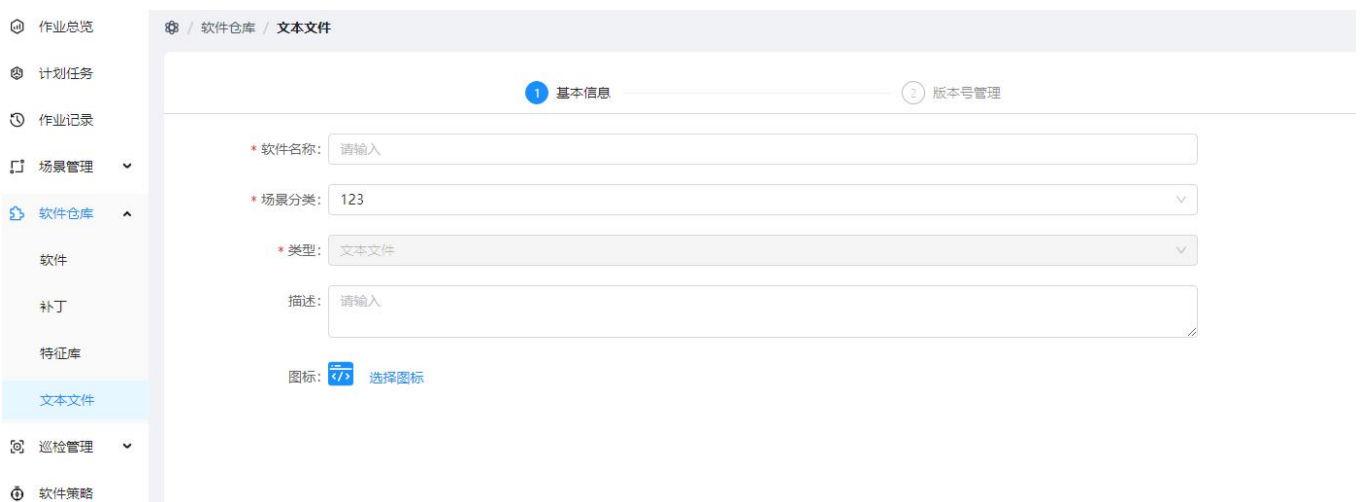 作业总览
计划任务
作业记录
场景管理
软件仓库
软件
补丁
特征库
文本文件
巡检管理
软件策略
/ 软件仓库 / 文本文件
1 基本信息
2 版本号管理
* 软件名称: 请输入
* 场景分类: 123
* 类型: 文本文件
描述: 请输入
图标: </> 选择图标